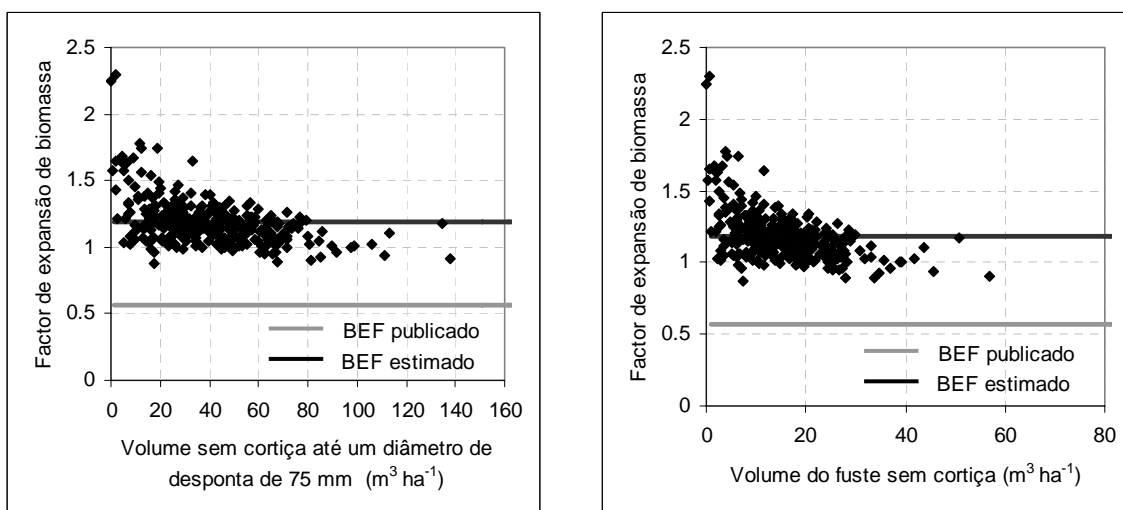 Factor de expansão de biomassa
2.5
2
1.5
1
0.5
0
0 20 40 60 80 100 120 140 160
BEF publicado
BEF estimado
Volume sem cortiça até um diâmetro de
desponta de 75 mm (m³ ha⁻¹)
Factor de expansão de biomassa
2.5
2
1.5
1
0.5
0
0 20 40 60 80
BEF publicado
BEF estimado
Volume do fuste sem cortiça (m³ ha⁻¹)